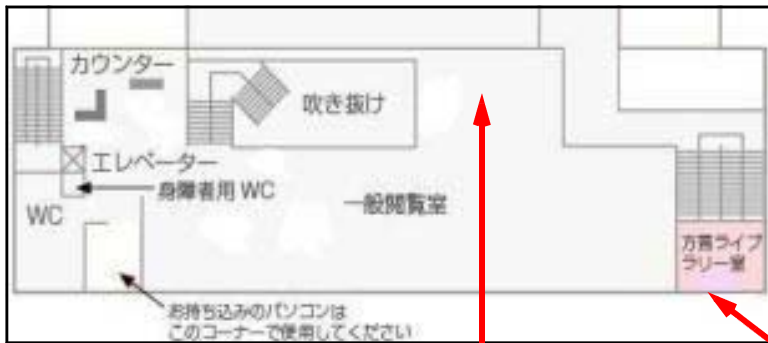 カウンター
吹き抜け
エレベーター
身障者用 WC
WC
一般閲覧室
方言ライブ
ラリー室
お持ち込みのパソコンは
このコーナーで使用してください